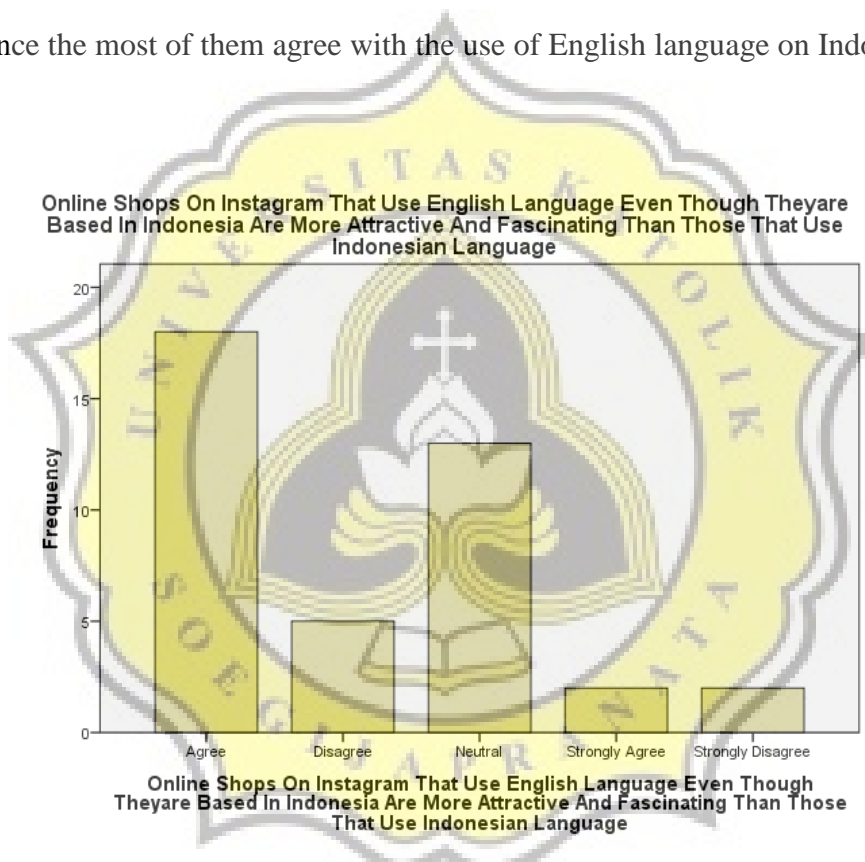 nce the most of them agree with the use of English language on Indo
UNIVERSITAS KATOLIK
Online Shops On Instagram That Use English Language Even Though Theyare
Based In Indonesia Are More Attractive And Fascinating Than Those That Use
Indonesian Language
20
15
10
5
0
Frequency
Agree Disagree Neutral Strongly Agree Strongly Disagree
SOEGIJAPRANATA
Online Shops On Instagram That Use English Language Even Though
Theyare Based In Indonesia Are More Attractive And Fascinating Than Those
That Use Indonesian Language